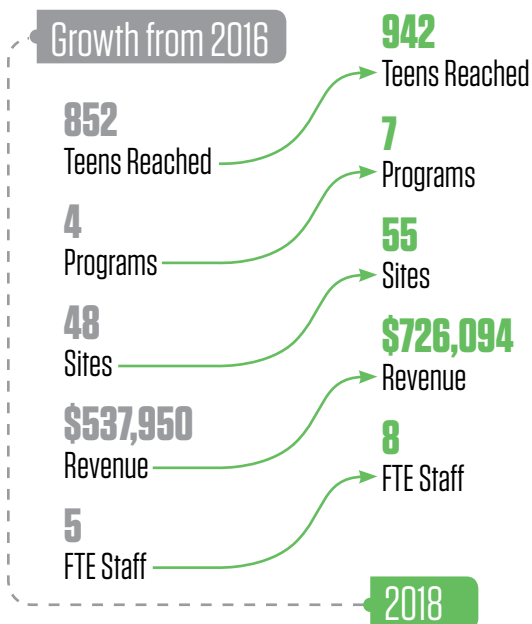 Growth from 2016
852
Teens Reached
4
Programs
48
Sites
$537,950
Revenue
5
FTE Staff
942
Teens Reached
7
Programs
55
Sites
$726,094
Revenue
8
FTE Staff
2018